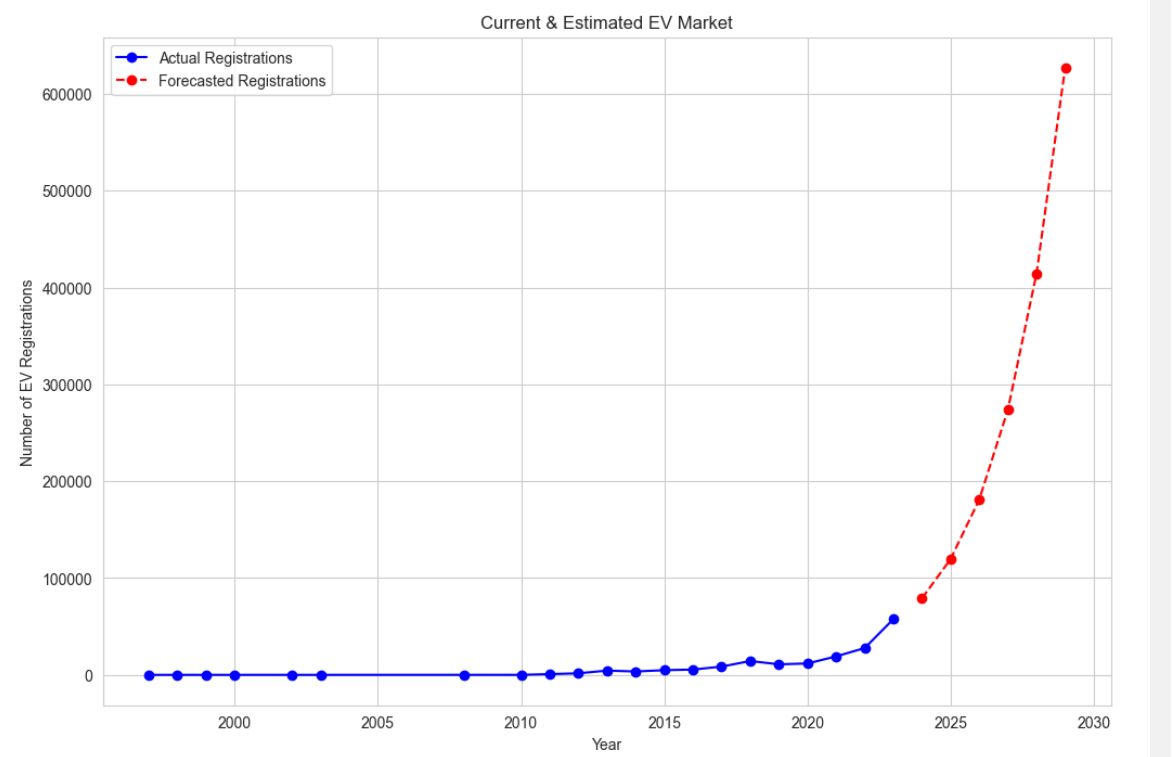 Current & Estimated EV Market
Actual Registrations
Forecasted Registrations
600000
500000
400000
300000
200000
100000
0
Number of EV Registrations
2000 2005 2010 2015 2020 2025 2030
Year